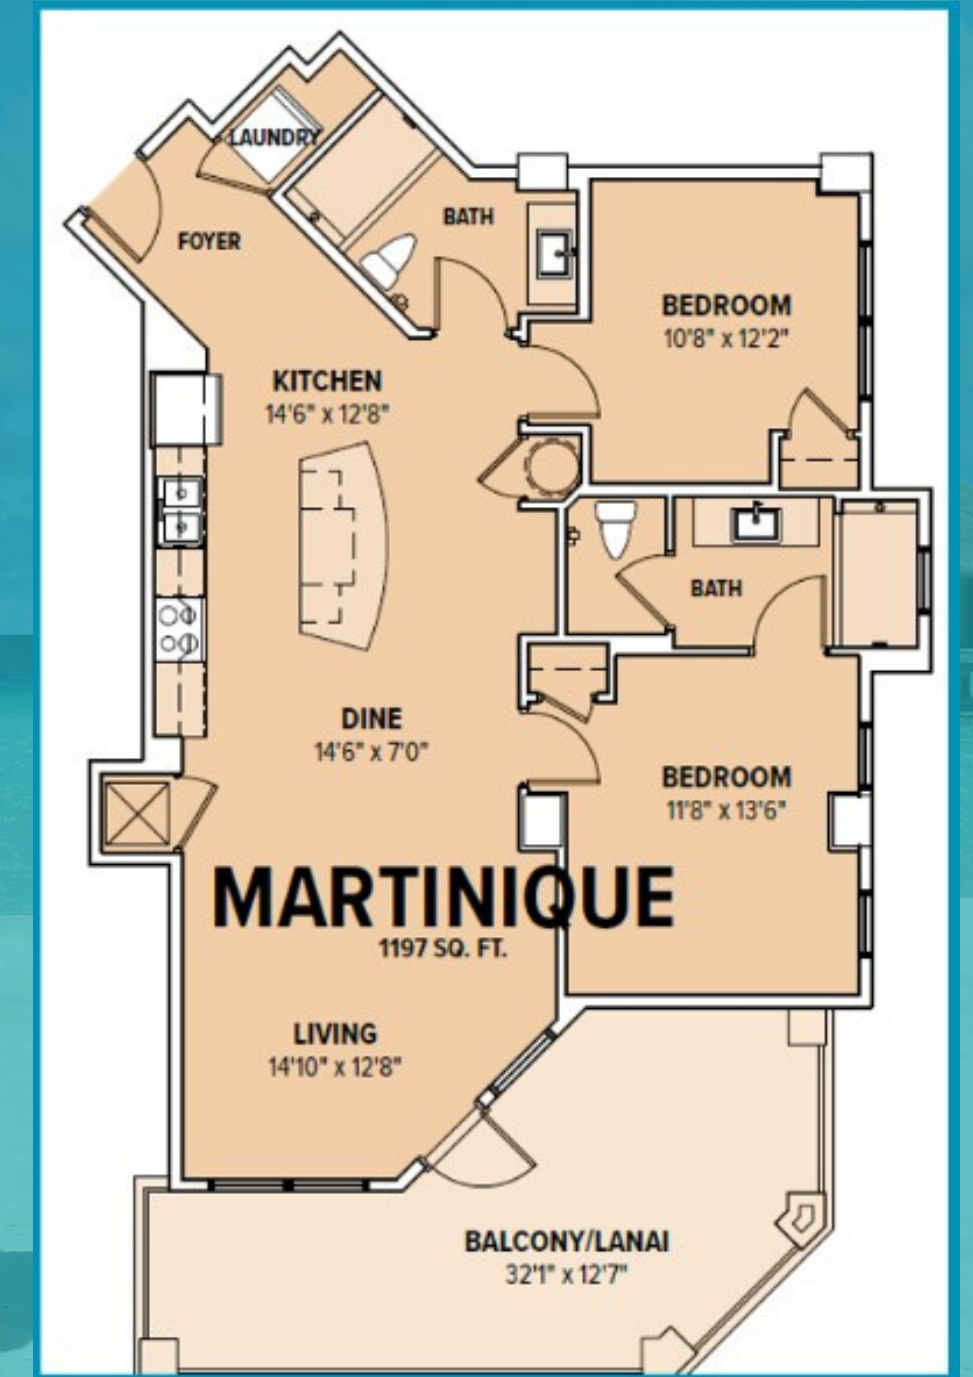 LAUNDRY
FOYER
BATH
BEDROOM
10'8" x 12'2"
KITCHEN
14'6" x 12'8"
BATH
DINE
14'6" x 7'0"
BEDROOM
11'8" x 13'6"
MARTINIQUE
1197 SQ. FT.
LIVING
14'10" x 12'8"
BALCONY/LANAI
32'1" x 12'7"